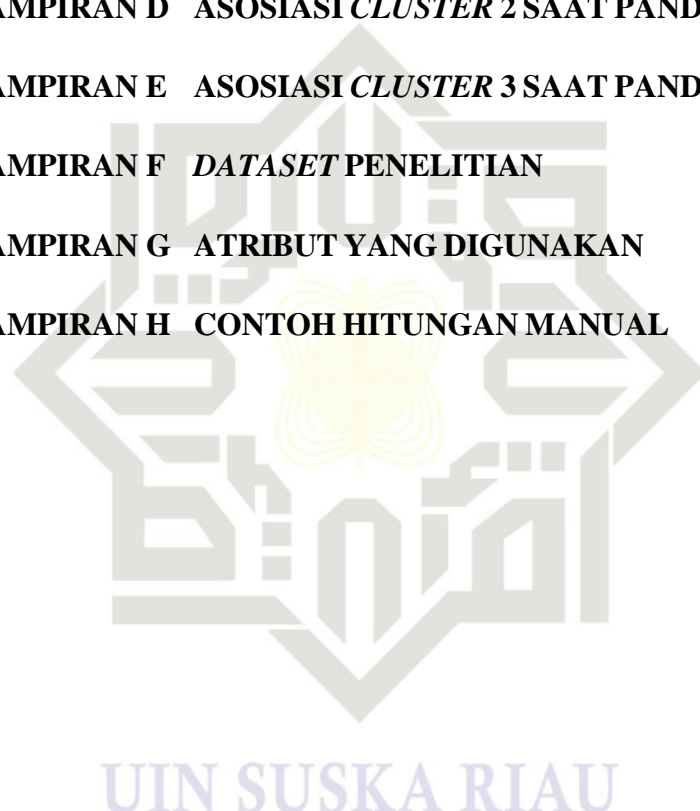 AMPIRAN D ASOSIASI CLUSTER 2 SAAT PAND
AMPIRAN E ASOSIASI CLUSTER 3 SAAT PAND
AMPIRAN F DATASET PENELITIAN
AMPIRAN G ATRIBUT YANG DIGUNAKAN
AMPIRAN H CONTOH HITUNGAN MANUAL
UIN SUSKA RIAU